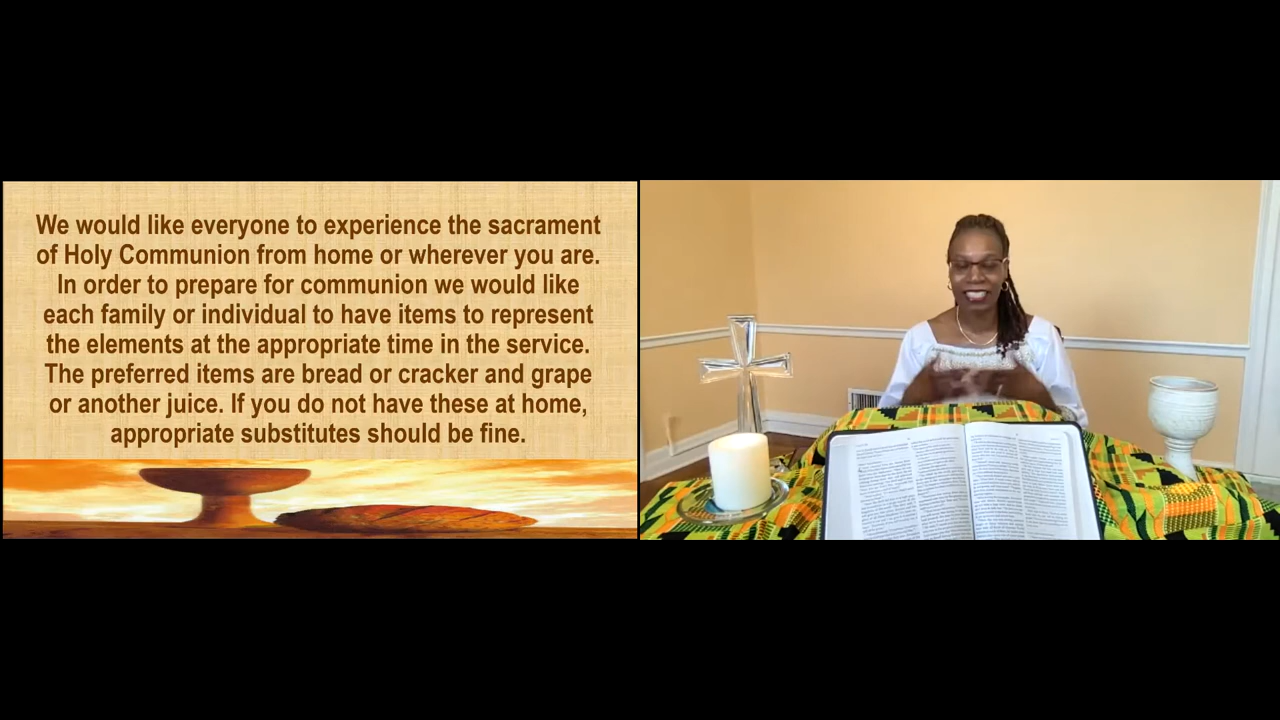 We would like everyone to experience the sacrament
of Holy Communion from home or wherever you are.
In order to prepare for communion we would like
each family or individual to have items to represent
the elements at the appropriate time in the service.
The preferred items are bread or cracker and grape
or another juice. If you do not have these at home,
appropriate substitutes should be fine.